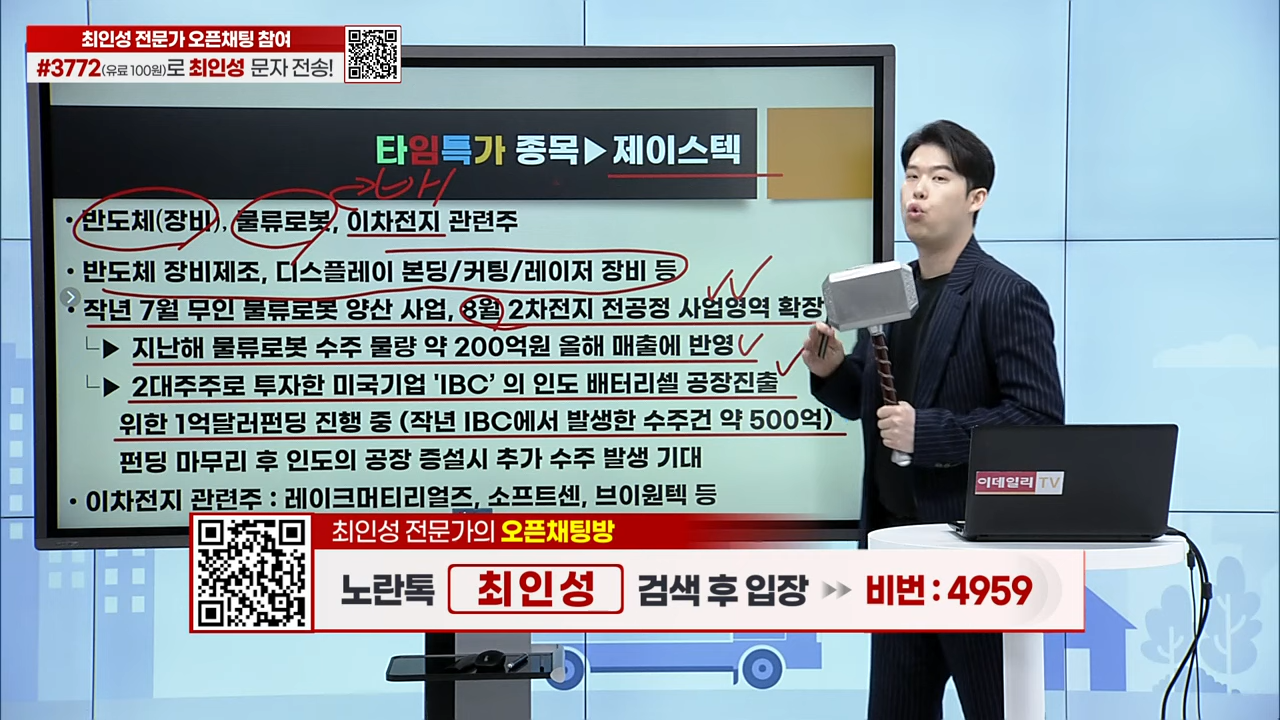 최인성 전문가 오픈채팅 참여
#3772(유료 100원)로 최인성 문자 전송!
타임특가 종목▶제이스텍
• 반도체(장비), 물류로봇, 이차전지 관련주
• 반도체 장비제조, 디스플레이 본딩/커팅/레이저 장비 등
• 작년 7월 무인 물류로봇 양산 사업, 8월 2차전지 전공정 사업영역 확장
└▶ 지난해 물류로봇 수주 물량 약 200억원 올해 매출에 반영
└▶ 2대주주로 투자한 미국기업 'IBC' 의 인도 배터리셀 공장진출
위한 1억달러펀딩 진행 중 (작년 IBC에서 발생한 수주건 약 500억)
펀딩 마무리 후 인도의 공장 증설시 추가 수주 발생 기대
• 이차전지 관련주 : 레이크머티리얼즈, 소프트센, 브이원텍 등
이데일리TV
최인성 전문가의 오픈채팅방
노란톡 최인성 검색 후 입장 ▶▶ 비번 : 4959